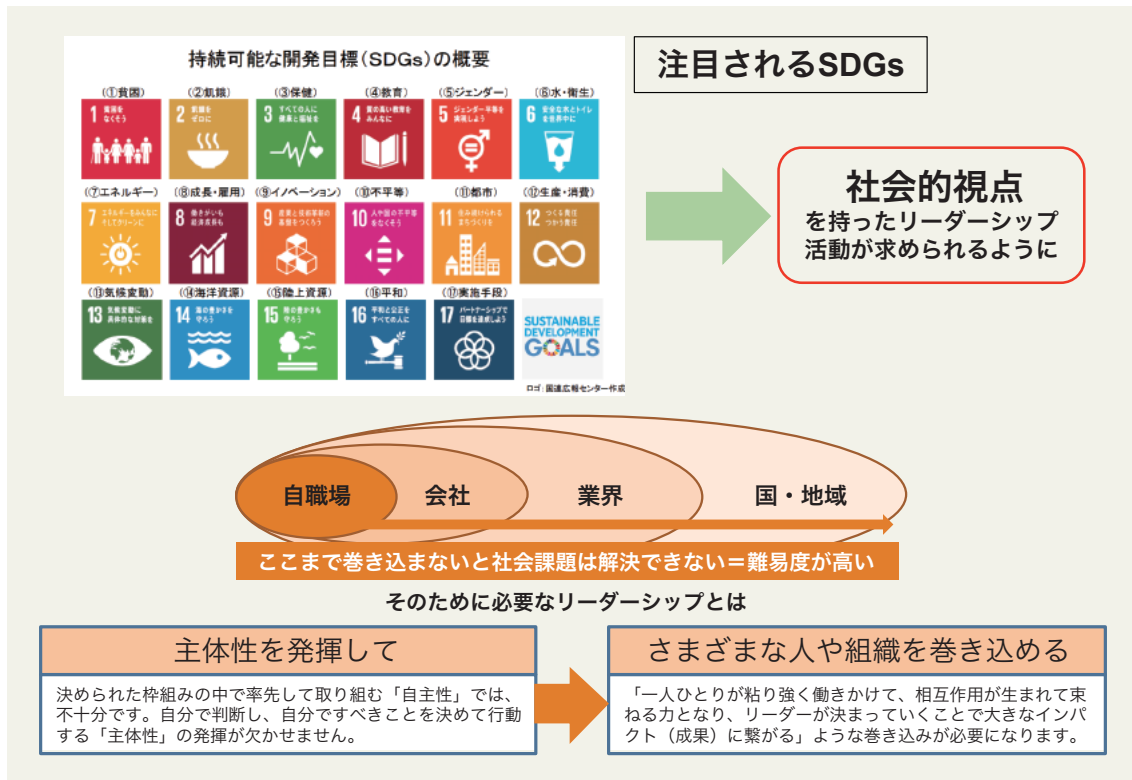 持続可能な開発目標(SDGs)の概要
注目されるSDGs
(①貧困)
(②飢餓)
(③保健)
(④教育)
(⑤ジェンダー)
(⑥水・衛生)
1 貧困を
なくそう
2 飢餓を
ゼロに
3 すべての人に
健康と福祉を
4 質の高い教育を
みんなに
5 ジェンダー平等を
実現しよう
6 安全な水とトイレ
を世界中に
(⑦エネルギー)
(⑧成長・雇用)
(⑨イノベーション)
(⑩不平等)
(⑪都市)
(⑫生産・消費)
7 エネルギーをみんなに
そしてクリーンに
8 働きがいも
経済成長も
9 産業と技術革新の
基盤をつくろう
10 人や国の不平等
をなくそう
11 住み続けられる
まちづくりを
12 つくる責任
つかう責任
(⑬気候変動)
(⑭海洋資源)
(⑮陸上資源)
(⑯平和)
(⑰実施手段)
13 気候変動に
具体的な対策を
14 海の豊かさを
守ろう
15 陸の豊かさも
守ろう
16 平和と公正を
すべての人に
17 パートナーシップで
目標を達成しよう
SUSTAINABLE
DEVELOPMENT
GOALS
ロゴ:国連広報センター作成
社会的視点
を持ったリーダーシップ
活動が求められるように
自職場
会社
業界
国・地域
ここまで巻き込まないと社会課題は解決できない＝難易度が高い
そのために必要なリーダーシップとは
主体性を発揮して
決められた枠組みの中で率先して取り組む「自主性」では、
不十分です。自分で判断し、自分ですべきことを決めて行動
する「主体性」の発揮が欠かせません。
さまざまな人や組織を巻き込める
「一人ひとりが粘り強く働きかけて、相互作用が生まれて束
ねる力となり、リーダーが決まっていくことで大きなインパ
クト（成果）に繋がる」ような巻き込みが必要になります。